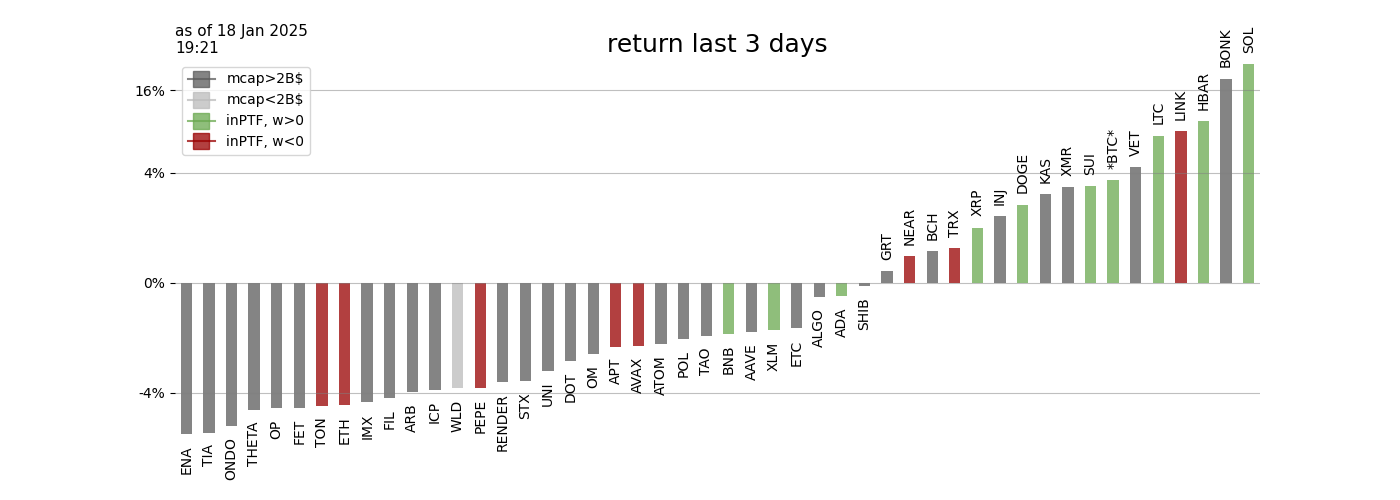 as of 18 Jan 2025
19:21
return last 3 days
mcap>2B$
mcap<2B$
inPTF, w>0
inPTF, w<0
16%
4%
0%
-4%
ENA
TIA
ONDO
THETA
OP
FET
TON
ETH
IMX
FIL
ARB
ICP
WLD
PEPE
RENDER
STX
UNI
DOT
OM
APT
AVAX
ATOM
POL
TAO
BNB
AAVE
XLM
ETC
ALGO
ADA
SHIB
GRT
NEAR
BCH
TRX
XRP
INJ
DOGE
KAS
XMR
SUI
*BTC*
VET
LTC
LINK
HBAR
BONK
SOL